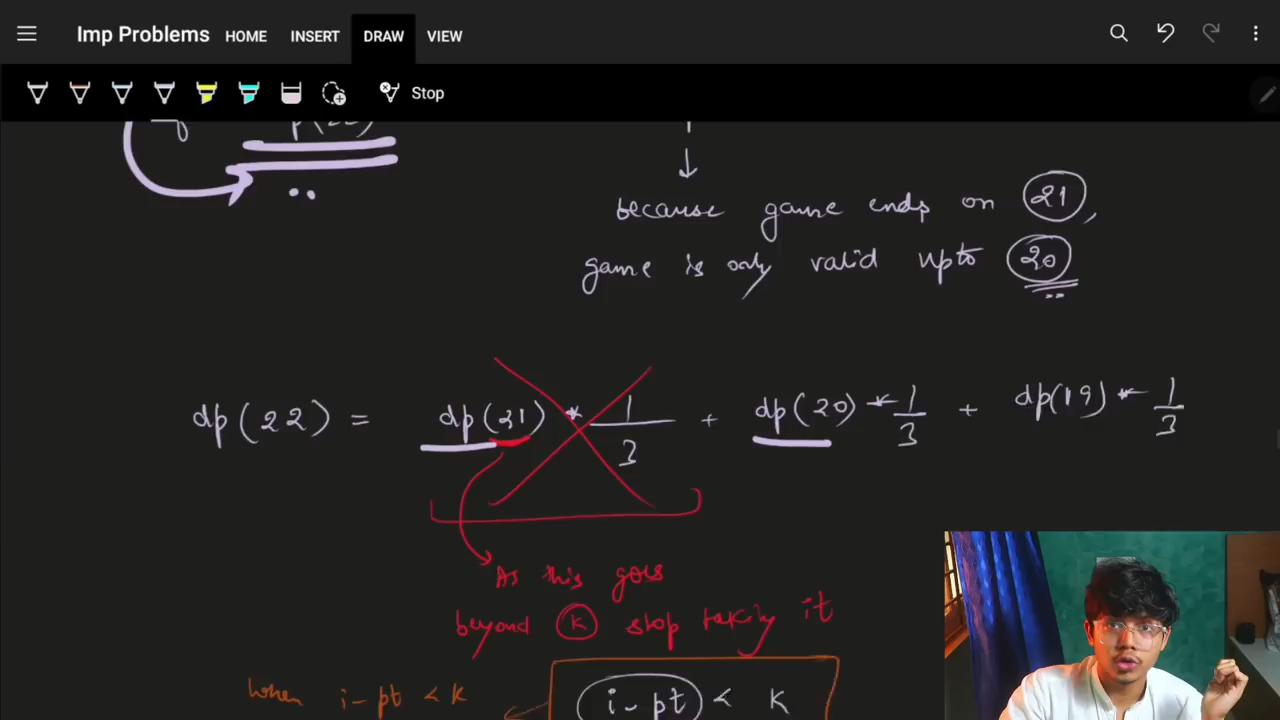 Imp Problems HOME INSERT DRAW VIEW
Stop
because game ends on 21,
game is only valid upto 20
dp(22) = dp(21) * 1/3 + dp(20) * 1/3 + dp(19) * 1/3
As this goes
beyond K stop taking it
when i-pt < K
i-pt < K